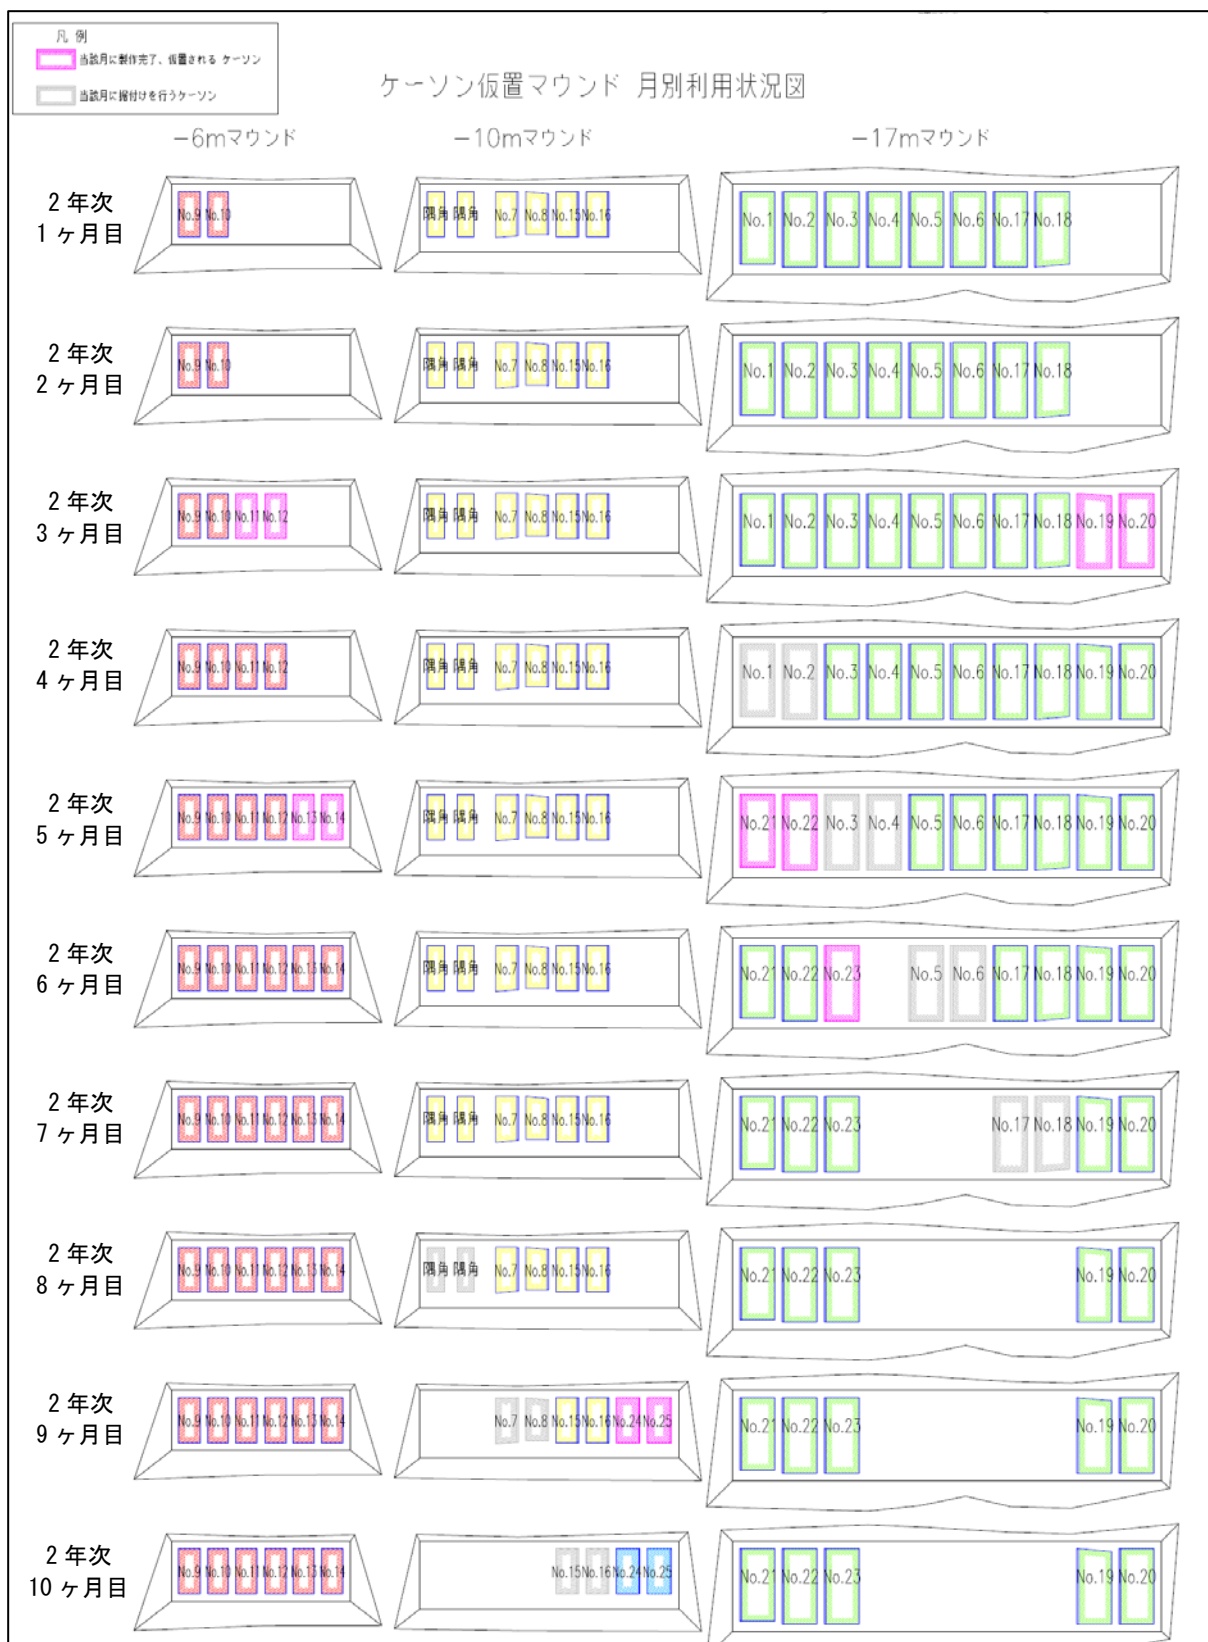 凡 例
当該月に製作完了、仮置される ケーソン
当該月に据付けを行うケーソン
ケーソン仮置マウンド 月別利用状況図
−6mマウンド −10mマウンド −17mマウンド
2 年次
1 ヶ月目
No.9 No.10 隅角 隅角 No.7 No.8 No.15 No.16 No.1 No.2 No.3 No.4 No.5 No.6 No.17 No.18
2 年次
2 ヶ月目
No.9 No.10 隅角 隅角 No.7 No.8 No.15 No.16 No.1 No.2 No.3 No.4 No.5 No.6 No.17 No.18
2 年次
3 ヶ月目
No.9 No.10 No.11 No.12 隅角 隅角 No.7 No.8 No.15 No.16 No.1 No.2 No.3 No.4 No.5 No.6 No.17 No.18 No.19 No.20
2 年次
4 ヶ月目
No.9 No.10 No.11 No.12 隅角 隅角 No.7 No.8 No.15 No.16 No.1 No.2 No.3 No.4 No.5 No.6 No.17 No.18 No.19 No.20
2 年次
5 ヶ月目
No.9 No.10 No.11 No.12 No.13 No.14 隅角 隅角 No.7 No.8 No.15 No.16 No.21 No.22 No.3 No.4 No.5 No.6 No.17 No.18 No.19 No.20
2 年次
6 ヶ月目
No.9 No.10 No.11 No.12 No.13 No.14 隅角 隅角 No.7 No.8 No.15 No.16 No.21 No.22 No.23 No.5 No.6 No.17 No.18 No.19 No.20
2 年次
7 ヶ月目
No.9 No.10 No.11 No.12 No.13 No.14 隅角 隅角 No.7 No.8 No.15 No.16 No.21 No.22 No.23 No.17 No.18 No.19 No.20
2 年次
8 ヶ月目
No.9 No.10 No.11 No.12 No.13 No.14 隅角 隅角 No.7 No.8 No.15 No.16 No.21 No.22 No.23 No.19 No.20
2 年次
9 ヶ月目
No.9 No.10 No.11 No.12 No.13 No.14 No.7 No.8 No.15 No.16 No.24 No.25 No.21 No.22 No.23 No.19 No.20
2 年次
10 ヶ月目
No.9 No.10 No.11 No.12 No.13 No.14 No.15 No.16 No.24 No.25 No.21 No.22 No.23 No.19 No.20